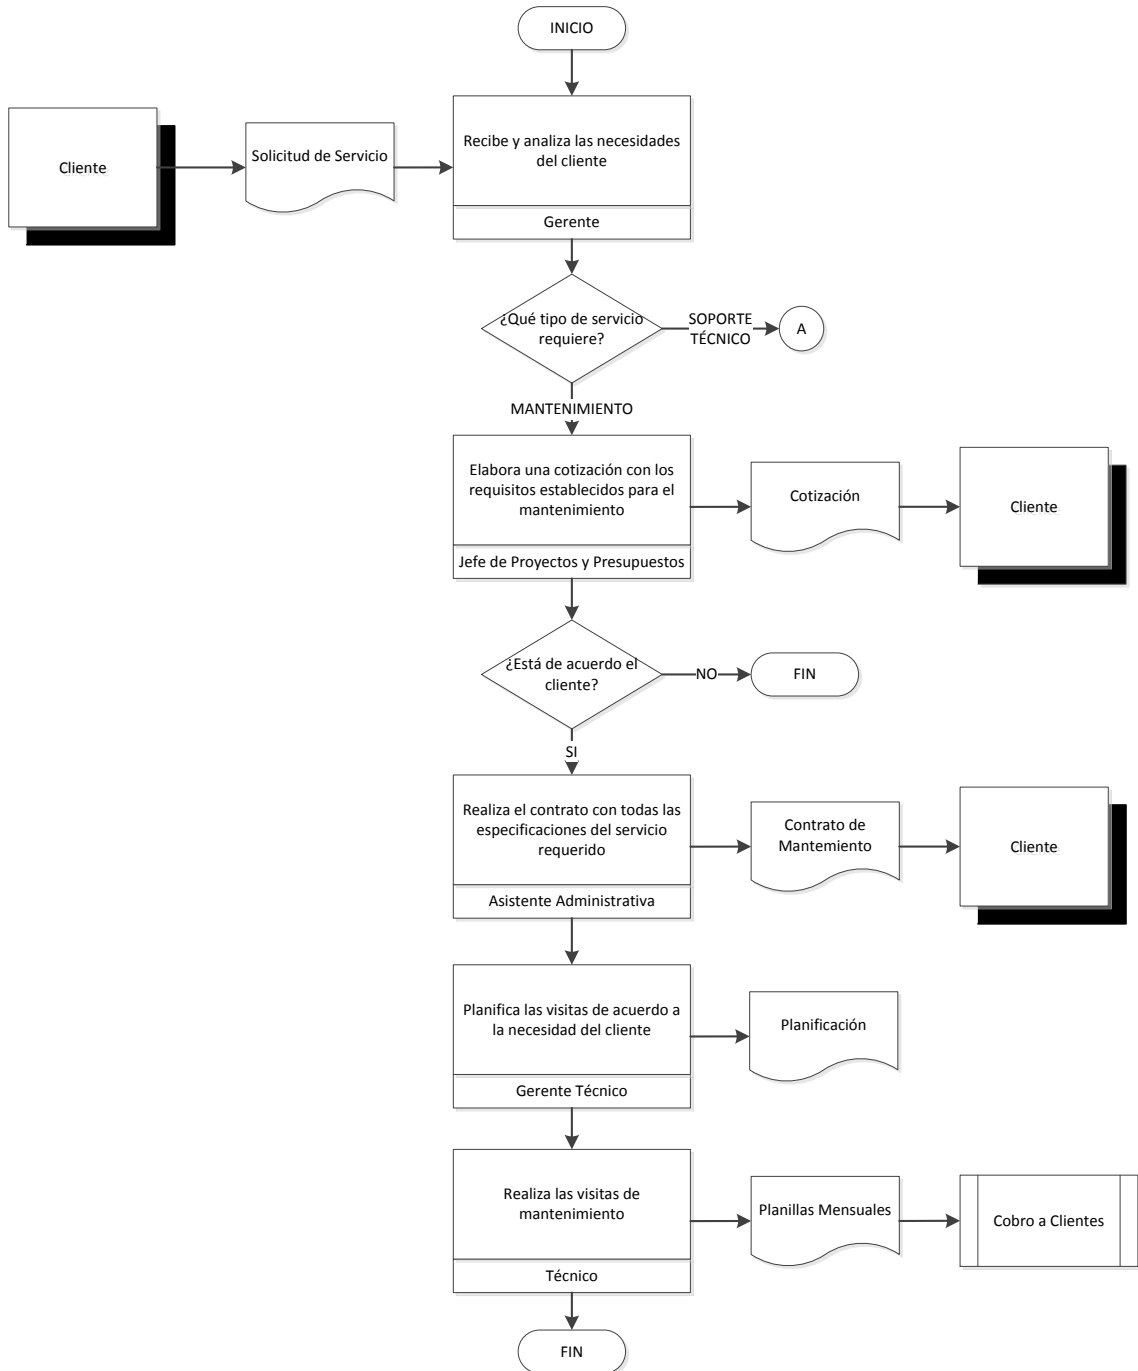 INICIO
Cliente
Solicitud de Servicio
Recibe y analiza las necesidades
del cliente
Gerente
¿Qué tipo de servicio
requiere?
SOPORTE
TÉCNICO
A
MANTENIMIENTO
Elabora una cotización con los
requisitos establecidos para el
mantenimiento
Jefe de Proyectos y Presupuestos
Cotización
Cliente
¿Está de acuerdo el
cliente?
NO
FIN
SI
Realiza el contrato con todas las
especificaciones del servicio
requerido
Asistente Administrativa
Contrato de
Mantemiento
Cliente
Planifica las visitas de acuerdo a
la necesidad del cliente
Gerente Técnico
Planificación
Realiza las visitas de
mantenimiento
Técnico
Planillas Mensuales
Cobro a Clientes
FIN